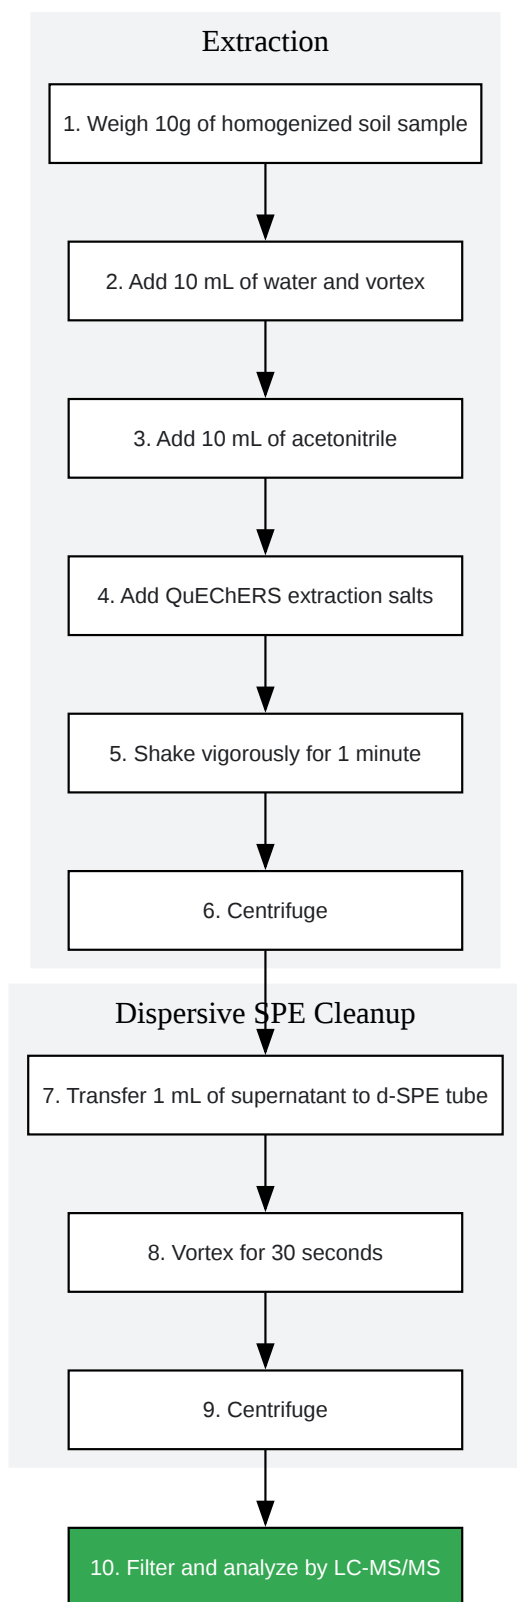 Extraction
1. Weigh 10g of homogenized soil sample
2. Add 10 mL of water and vortex
3. Add 10 mL of acetonitrile
4. Add QuEChERS extraction salts
5. Shake vigorously for 1 minute
6. Centrifuge
Dispersive SPE Cleanup
7. Transfer 1 mL of supernatant to d-SPE tube
8. Vortex for 30 seconds
9. Centrifuge
10. Filter and analyze by LC-MS/MS